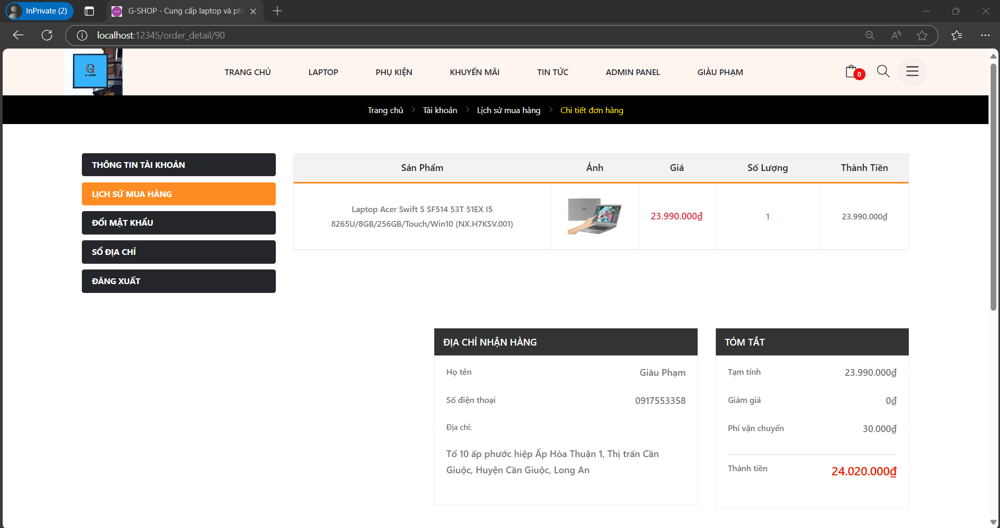 InPrivate (2)
G-SHOP - Cung cấp laptop và phụ
localhost:12345/order_detail/90
G
G-SHOP
TRANG CHỦ
LAPTOP
PHỤ KIỆN
KHUYẾN MÃI
TIN TỨC
ADMIN PANEL
GIÀU PHẠM
0
Trang chủ > Tài khoản > Lịch sử mua hàng > Chi tiết đơn hàng
THÔNG TIN TÀI KHOẢN
LỊCH SỬ MUA HÀNG
ĐỔI MẬT KHẨU
SỔ ĐỊA CHỈ
ĐĂNG XUẤT
Sản Phẩm Ảnh Giá Số Lượng Thành Tiền
Laptop Acer Swift 5 SF514 53T 51EX I5
8265U/8GB/256GB/Touch/Win10 (NX.H7KSV.001)
23.990.000₫ 1 23.990.000₫
ĐỊA CHỈ NHẬN HÀNG
Họ tên Giàu Phạm
Số điện thoại 0917553358
Địa chỉ:
Tổ 10 ấp phước hiệp Ấp Hòa Thuận 1, Thị trấn Cần
Giuộc, Huyện Cần Giuộc, Long An
TÓM TẮT
Tạm tính 23.990.000₫
Giảm giá 0₫
Phí vận chuyển 30.000₫
Thành tiền 24.020.000₫